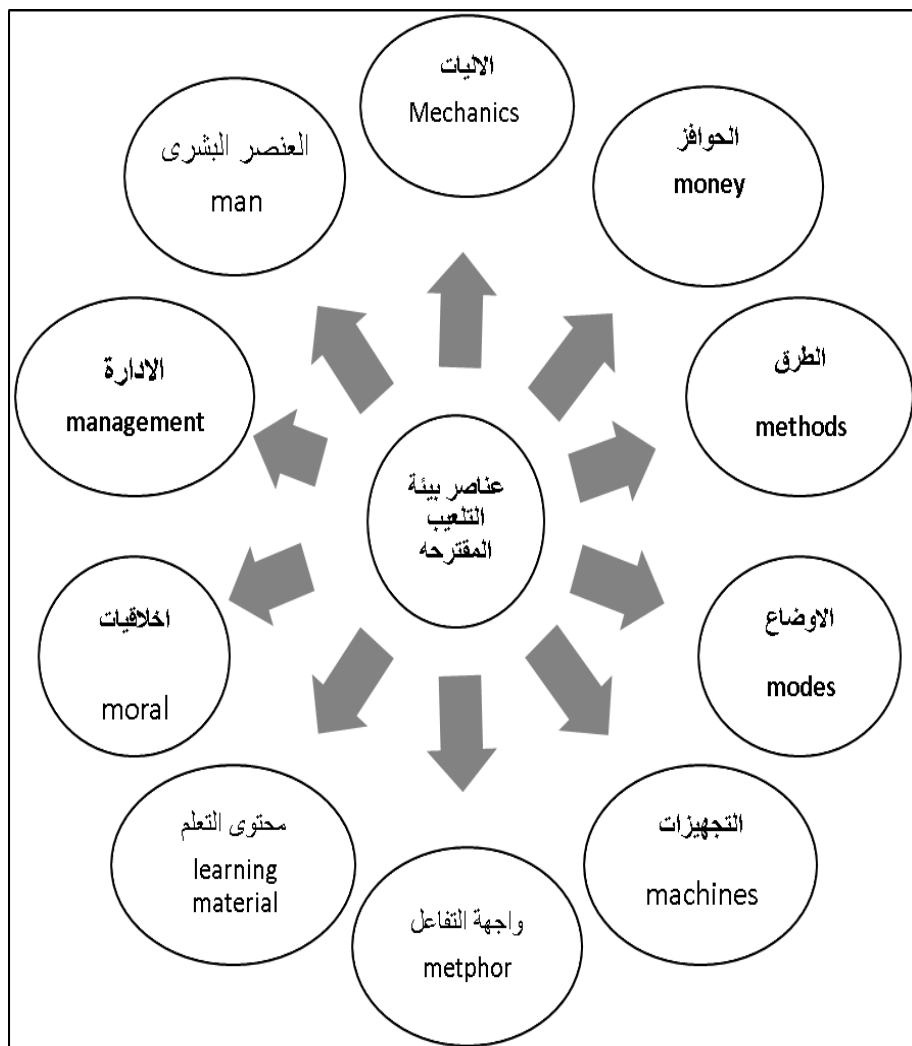 الاليات
Mechanics
الحوافز
money
الطرق
methods
الاوضاع
modes
التجهيزات
machines
واجهة التفاعل
metphor
محتوى التعلم
learning
material
اخلاقيات
moral
الادارة
management
العنصر البشرى
man
عناصر بيئة
التلعيب
المقترحه